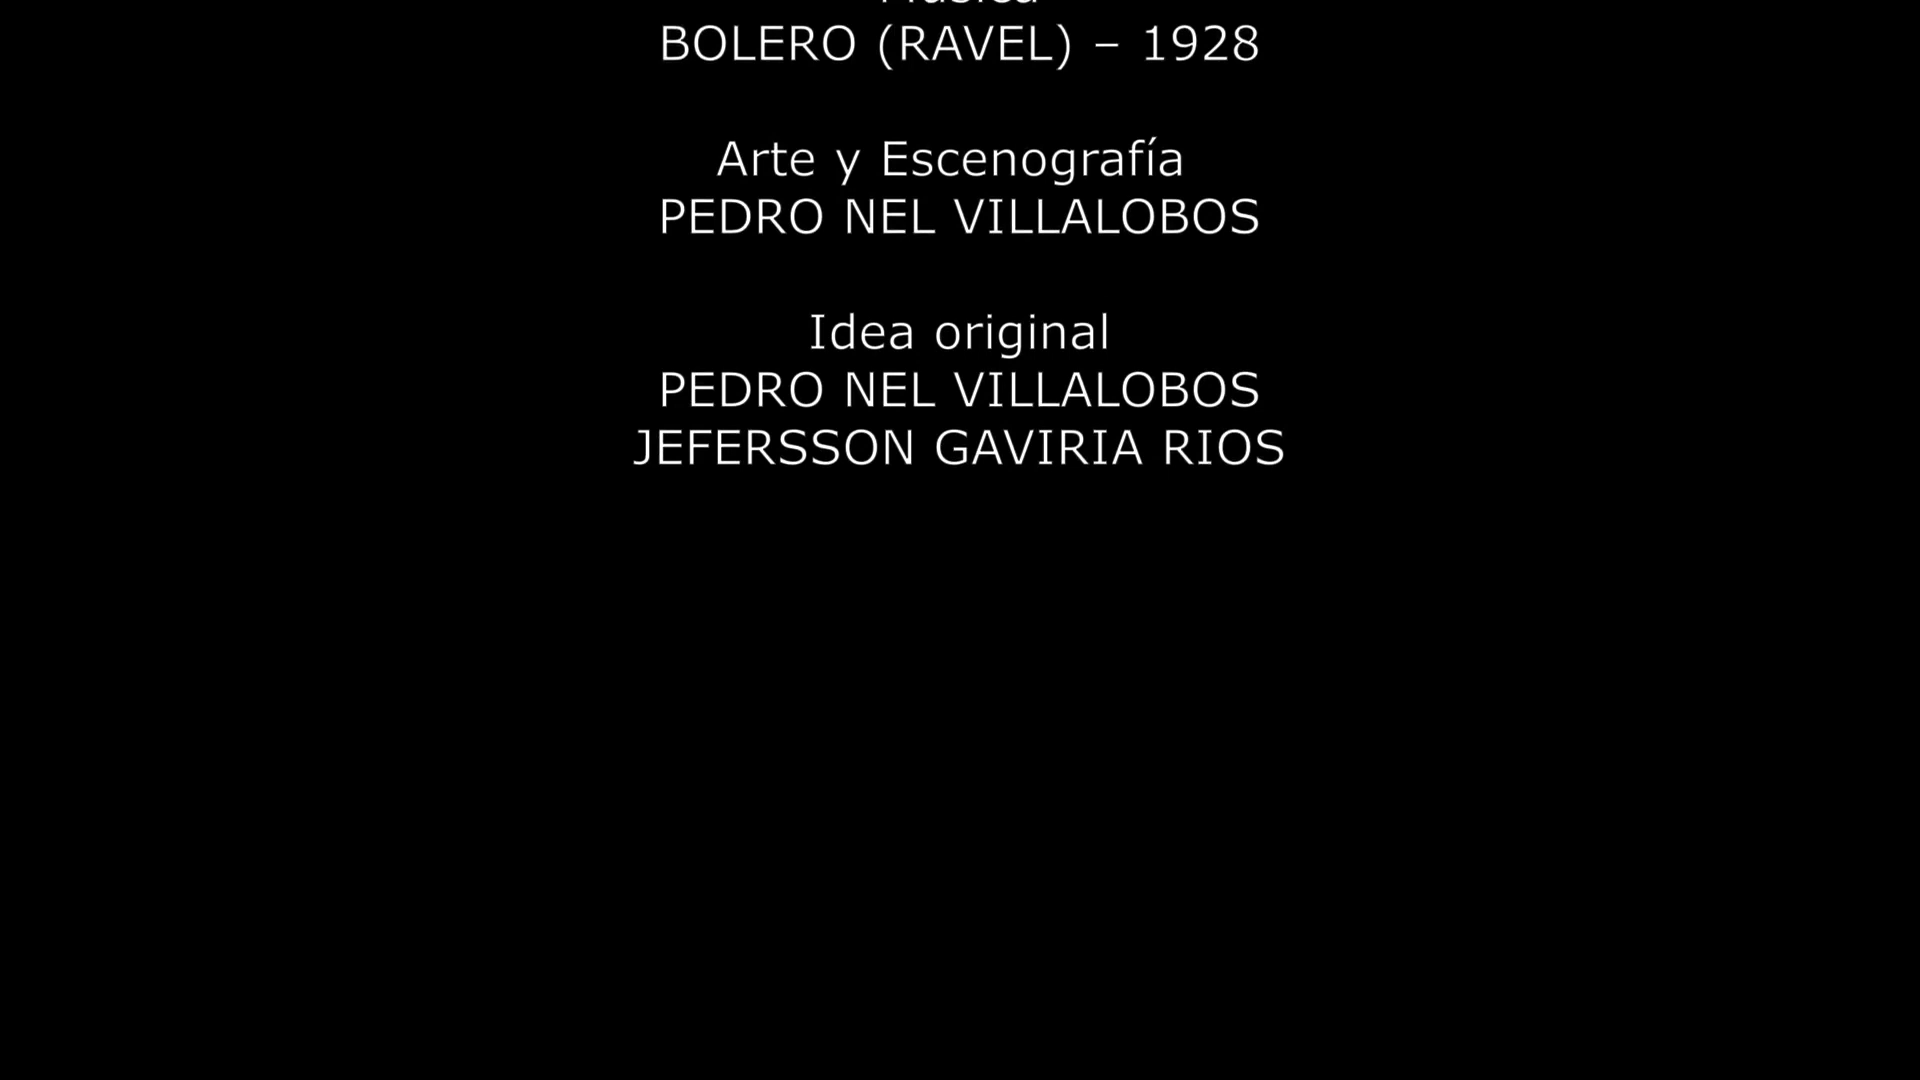 BOLERO (RAVEL) – 1928
Arte y Escenografía
PEDRO NEL VILLALOBOS
Idea original
PEDRO NEL VILLALOBOS
JEFERSSON GAVIRIA RIOS